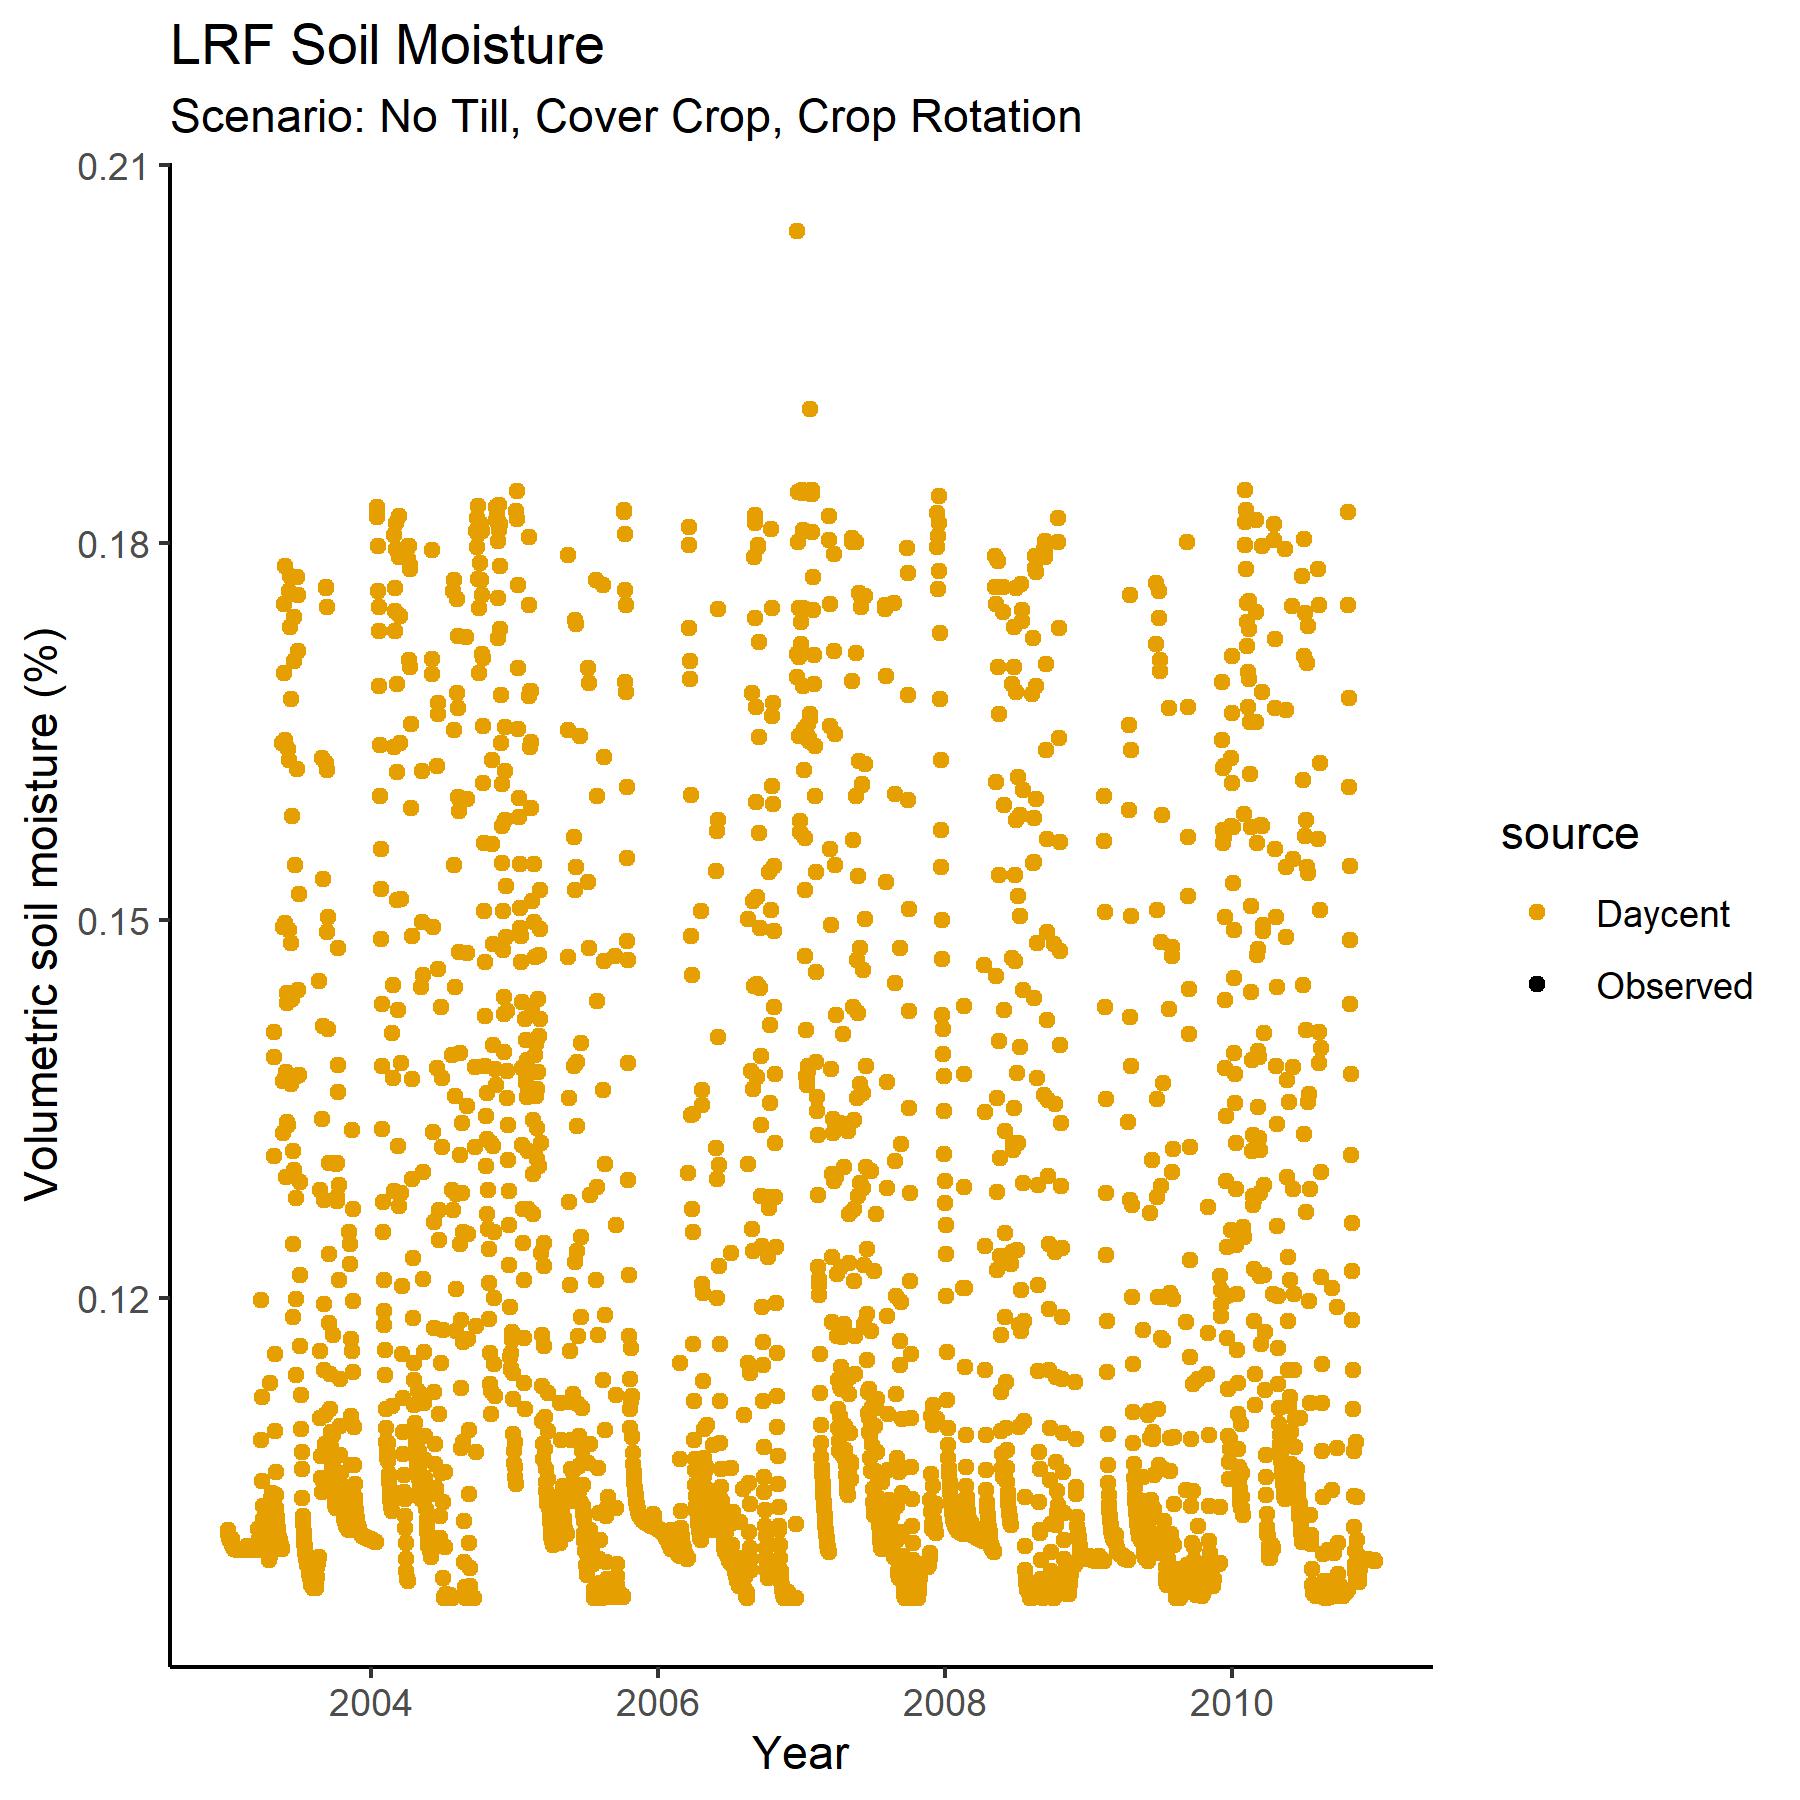 LRF Soil Moisture
Scenario: No Till, Cover Crop, Crop Rotation
0.21
0.18
0.15
0.12
Volumetric soil moisture (%)
2004
2006
2008
2010
Year
source
Daycent
Observed